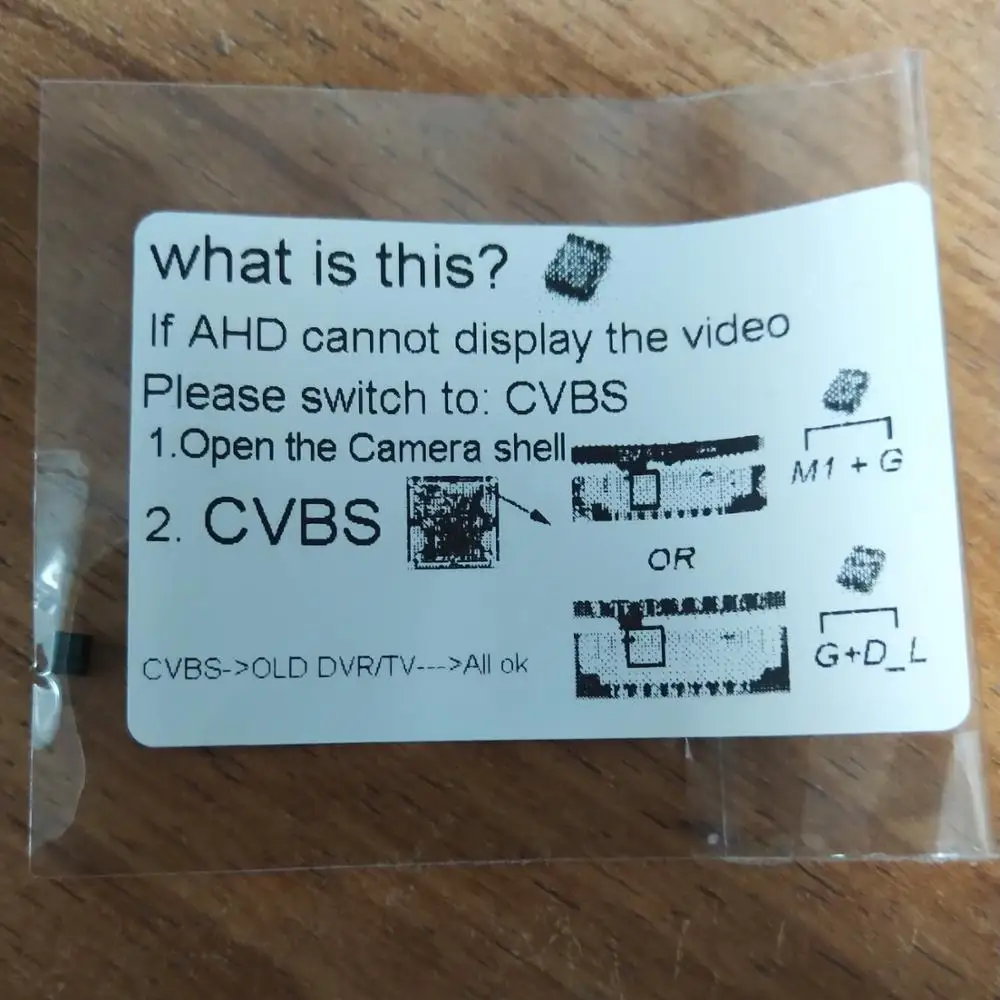 what is this?
If AHD cannot display the video
Please switch to: CVBS
1.Open the Camera shell
M1 + G
2. CVBS
OR
G+D_L
CVBS->OLD DVR/TV--->All ok